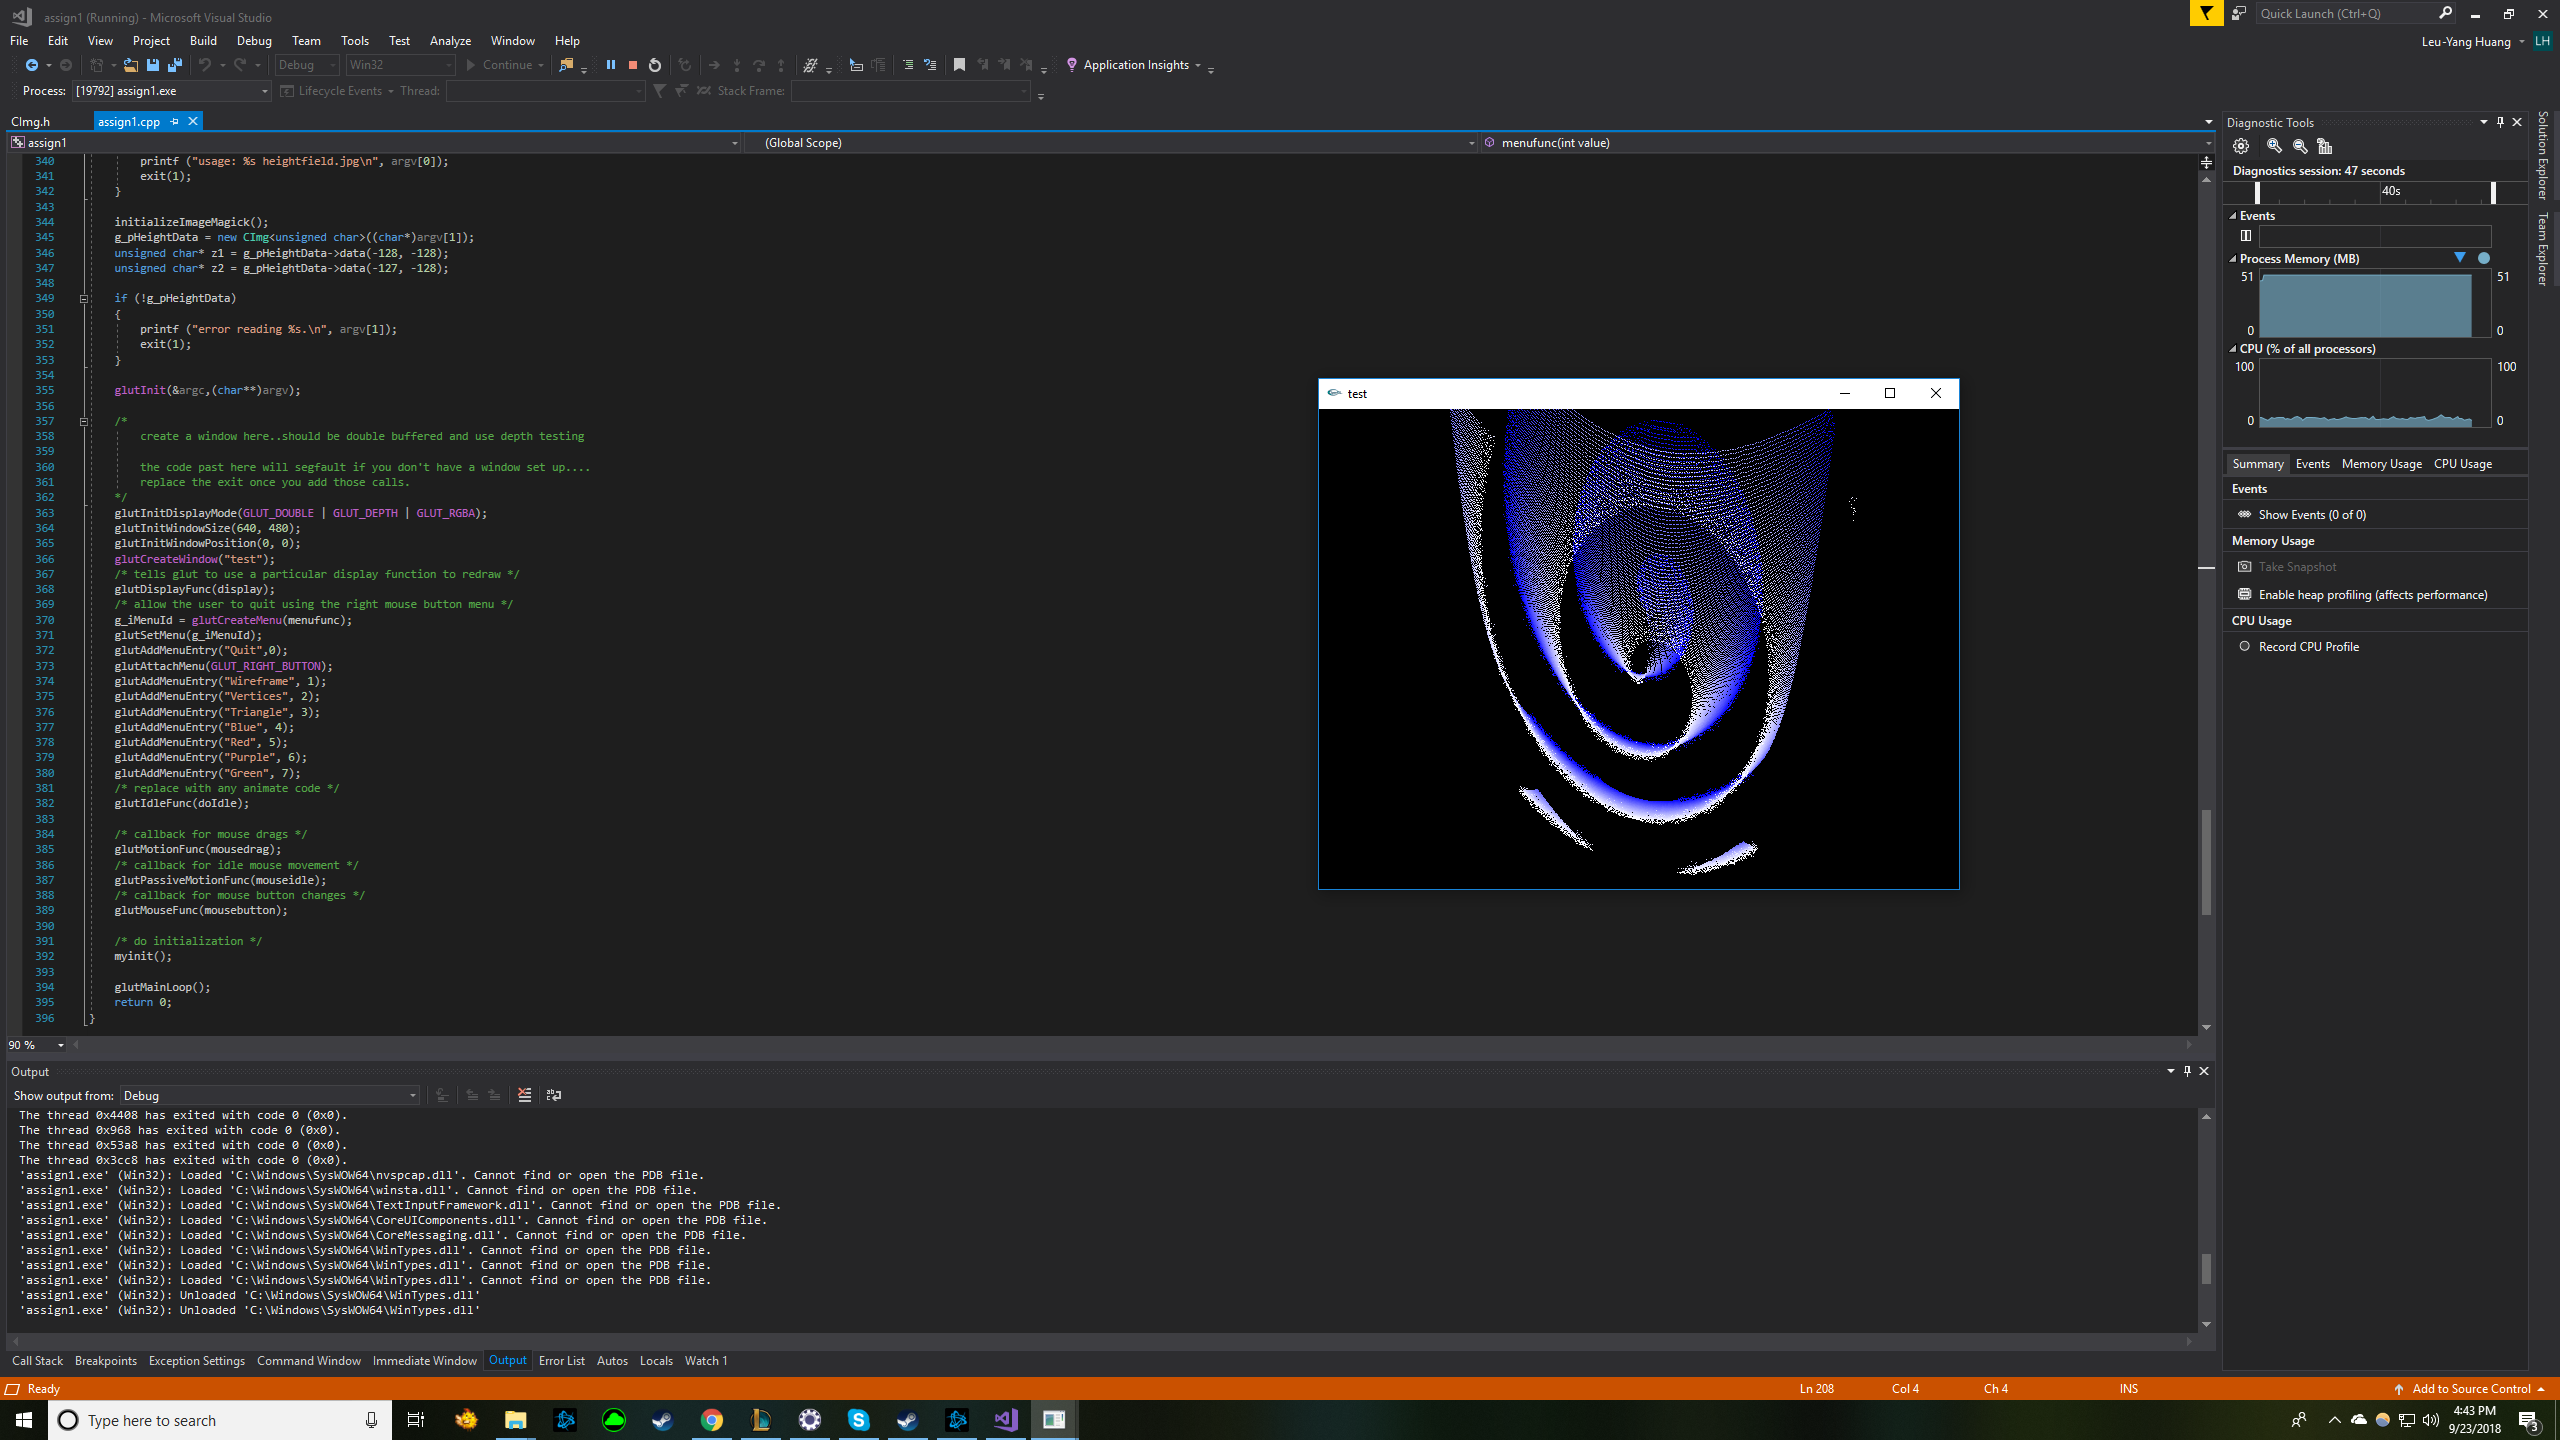 assign1 (Running) - Microsoft Visual Studio
Quick Launch (Ctrl+Q)
File Edit View Project Build Debug Team Tools Test Analyze Window Help
Leu-Yang Huang LH
Debug Win32 Continue Application Insights
Process: [19792] assign1.exe Lifecycle Events Thread: Stack Frame:
CImg.h assign1.cpp
assign1 (Global Scope) menufunc(int value)
340 printf ("usage: %s heightfield.jpg\n", argv[0]);
341 exit(1);
342 }
343
344 initializeImageMagick();
345 g_pHeightData = new CImg<unsigned char>((char*)argv[1]);
346 unsigned char* z1 = g_pHeightData->data(-128, -128);
347 unsigned char* z2 = g_pHeightData->data(-127, -128);
348
349 if (!g_pHeightData)
350 {
351 printf ("error reading %s.\n", argv[1]);
352 exit(1);
353 }
354
355 glutInit(&argc,(char**)argv);
356
357 /*
358 create a window here..should be double buffered and use depth testing
359
360 the code past here will segfault if you don't have a window set up....
361 replace the exit once you add those calls.
362 */
363 glutInitDisplayMode(GLUT_DOUBLE | GLUT_DEPTH | GLUT_RGBA);
364 glutInitWindowSize(640, 480);
365 glutInitWindowPosition(0, 0);
366 glutCreateWindow("test");
367 /* tells glut to use a particular display function to redraw */
368 glutDisplayFunc(display);
369 /* allow the user to quit using the right mouse button menu */
370 g_iMenuId = glutCreateMenu(menufunc);
371 glutSetMenu(g_iMenuId);
372 glutAddMenuEntry("Quit",0);
373 glutAttachMenu(GLUT_RIGHT_BUTTON);
374 glutAddMenuEntry("Wireframe", 1);
375 glutAddMenuEntry("Vertices", 2);
376 glutAddMenuEntry("Triangle", 3);
377 glutAddMenuEntry("Blue", 4);
378 glutAddMenuEntry("Red", 5);
379 glutAddMenuEntry("Purple", 6);
380 glutAddMenuEntry("Green", 7);
381 /* replace with any animate code */
382 glutIdleFunc(doIdle);
383
384 /* callback for mouse drags */
385 glutMotionFunc(mousedrag);
386 /* callback for idle mouse movement */
387 glutPassiveMotionFunc(mouseidle);
388 /* callback for mouse button changes */
389 glutMouseFunc(mousebutton);
390
391 /* do initialization */
392 myinit();
393
394 glutMainLoop();
395 return 0;
396 }
90 %
test
Diagnostic Tools
Diagnostics session: 47 seconds
40s
Events
Process Memory (MB)
51 51
0 0
CPU (% of all processors)
100 100
0 0
Summary Events Memory Usage CPU Usage
Events
Show Events (0 of 0)
Memory Usage
Take Snapshot
Enable heap profiling (affects performance)
CPU Usage
Record CPU Profile
Solution Explorer
Team Explorer
Output
Show output from: Debug
The thread 0x4408 has exited with code 0 (0x0).
The thread 0x968 has exited with code 0 (0x0).
The thread 0x53a8 has exited with code 0 (0x0).
The thread 0x3cc8 has exited with code 0 (0x0).
'assign1.exe' (Win32): Loaded 'C:\Windows\SysWOW64\nvspcap.dll'. Cannot find or open the PDB file.
'assign1.exe' (Win32): Loaded 'C:\Windows\SysWOW64\winsta.dll'. Cannot find or open the PDB file.
'assign1.exe' (Win32): Loaded 'C:\Windows\SysWOW64\TextInputFramework.dll'. Cannot find or open the PDB file.
'assign1.exe' (Win32): Loaded 'C:\Windows\SysWOW64\CoreUIComponents.dll'. Cannot find or open the PDB file.
'assign1.exe' (Win32): Loaded 'C:\Windows\SysWOW64\CoreMessaging.dll'. Cannot find or open the PDB file.
'assign1.exe' (Win32): Loaded 'C:\Windows\SysWOW64\WinTypes.dll'. Cannot find or open the PDB file.
'assign1.exe' (Win32): Loaded 'C:\Windows\SysWOW64\WinTypes.dll'. Cannot find or open the PDB file.
'assign1.exe' (Win32): Loaded 'C:\Windows\SysWOW64\WinTypes.dll'. Cannot find or open the PDB file.
'assign1.exe' (Win32): Unloaded 'C:\Windows\SysWOW64\WinTypes.dll'
'assign1.exe' (Win32): Unloaded 'C:\Windows\SysWOW64\WinTypes.dll'
Call Stack Breakpoints Exception Settings Command Window Immediate Window Output Error List Autos Locals Watch 1
Ready Ln 208 Col 4 Ch 4 INS Add to Source Control
Type here to search
4:43 PM
9/23/2018
3